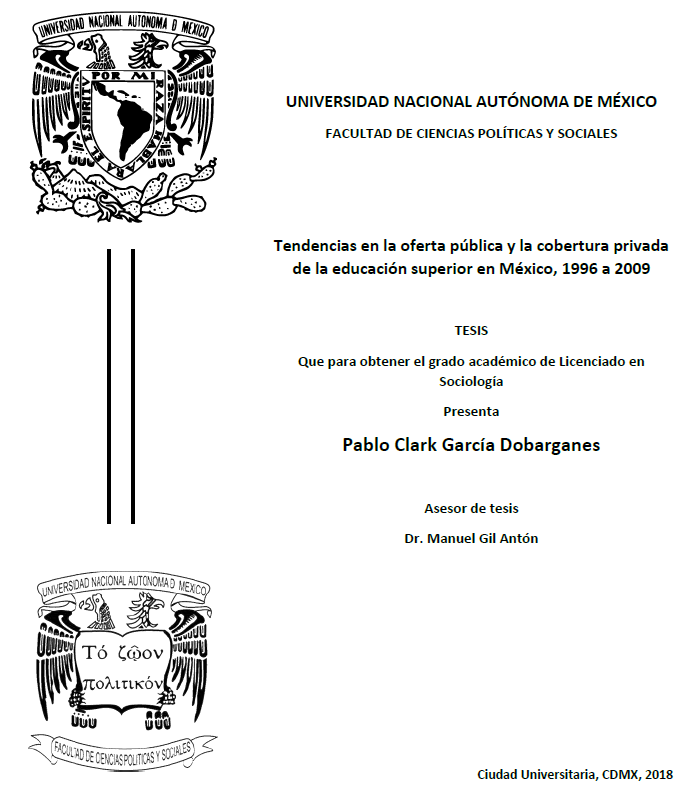 UNIVERSIDAD NACIONAL AUTONOMA D MEXICO
POR MI RAZA HABLARA EL ESPIRITV
UNIVERSIDAD NACIONAL AUTÓNOMA DE MÉXICO
FACULTAD DE CIENCIAS POLÍTICAS Y SOCIALES
Tendencias en la oferta pública y la cobertura privada
de la educación superior en México, 1996 a 2009
TESIS
Que para obtener el grado académico de Licenciado en
Sociología
Presenta
Pablo Clark García Dobarganes
Asesor de tesis
Dr. Manuel Gil Antón
UNIVERSIDAD NACIONAL AUTONOMA D MEXICO
Τό ζῷον
πολιτικόν
FACULTAD DE CIENCIAS POLITICAS Y SOCIALES
Ciudad Universitaria, CDMX, 2018